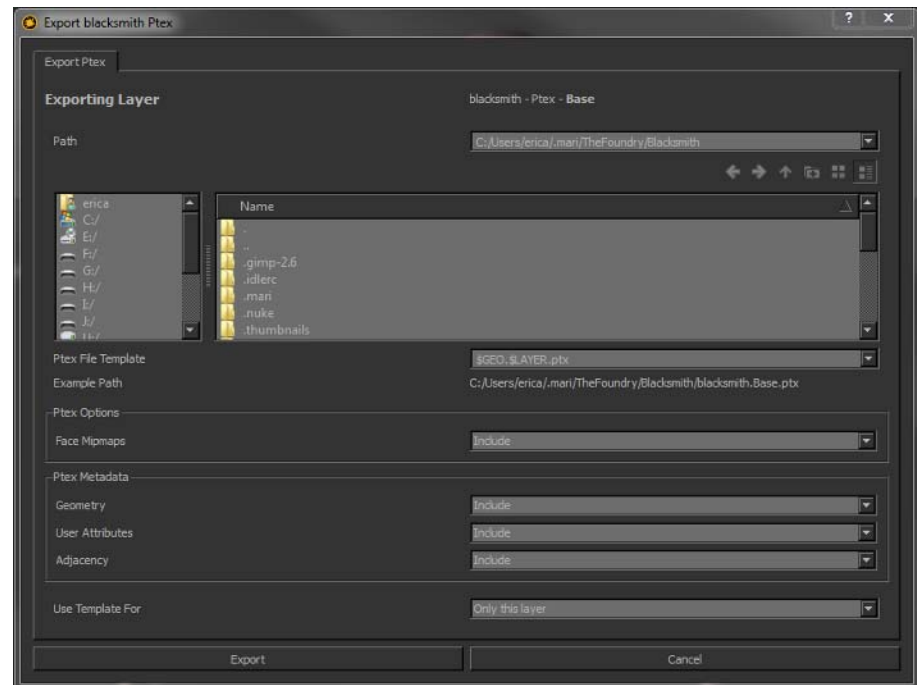 Export blacksmith Ptex
? X
Export Ptex
Exporting Layer blacksmith - Ptex - Base
Path C:/Users/erica/.mari/TheFoundry/Blacksmith
erica
C:/
E:/
F:/
G:/
H:/
I:/
J:/
Name
.
..
.gimp-2.6
.idlerc
.mari
.nuke
.thumbnails
Ptex File Template $GEO.$LAYER.ptx
Example Path C:/Users/erica/.mari/TheFoundry/Blacksmith/blacksmith.Base.ptx
Ptex Options
Face Mipmaps Include
Ptex Metadata
Geometry Include
User Attributes Include
Adjacency Include
Use Template For Only this layer
Export Cancel